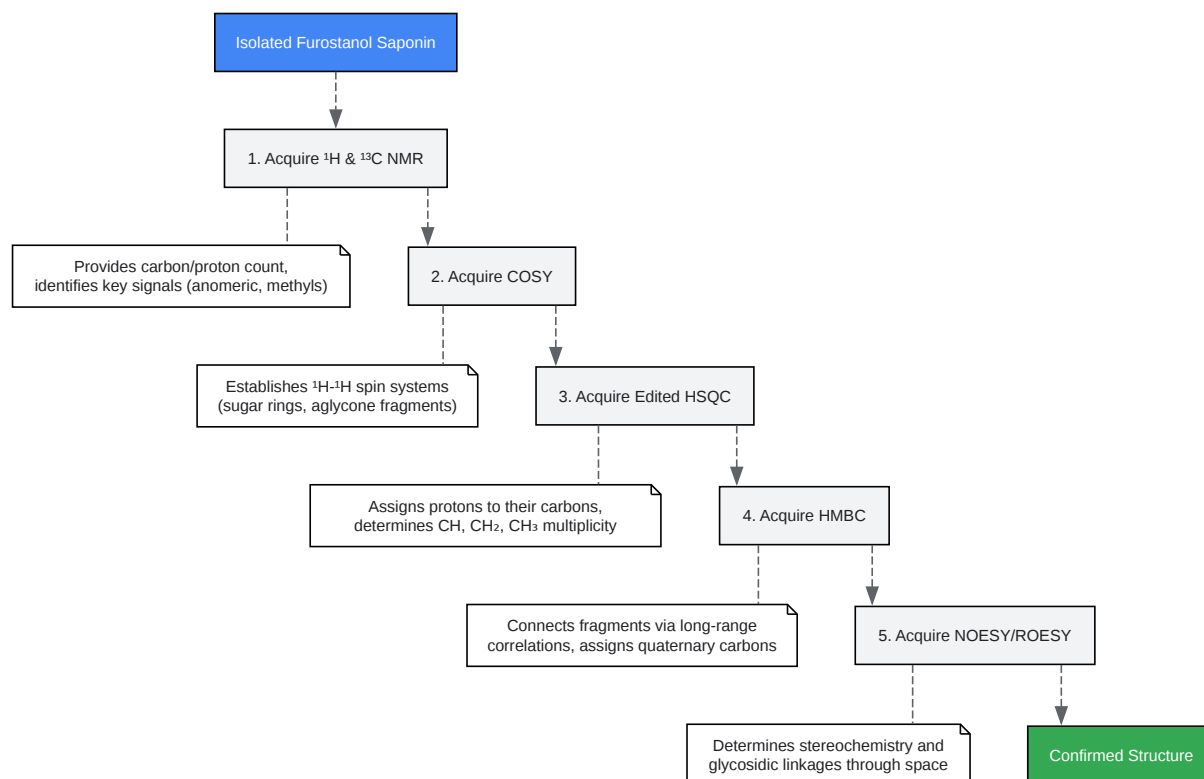 Isolated Furostanol Saponin
1. Acquire ¹H & ¹³C NMR
Provides carbon/proton count,
identifies key signals (anomeric, methyls)
2. Acquire COSY
Establishes ¹H-¹H spin systems
(sugar rings, aglycone fragments)
3. Acquire Edited HSQC
Assigns protons to their carbons,
determines CH, CH₂, CH₃ multiplicity
4. Acquire HMBC
Connects fragments via long-range
correlations, assigns quaternary carbons
5. Acquire NOESY/ROESY
Determines stereochemistry and
glycosidic linkages through space
Confirmed Structure